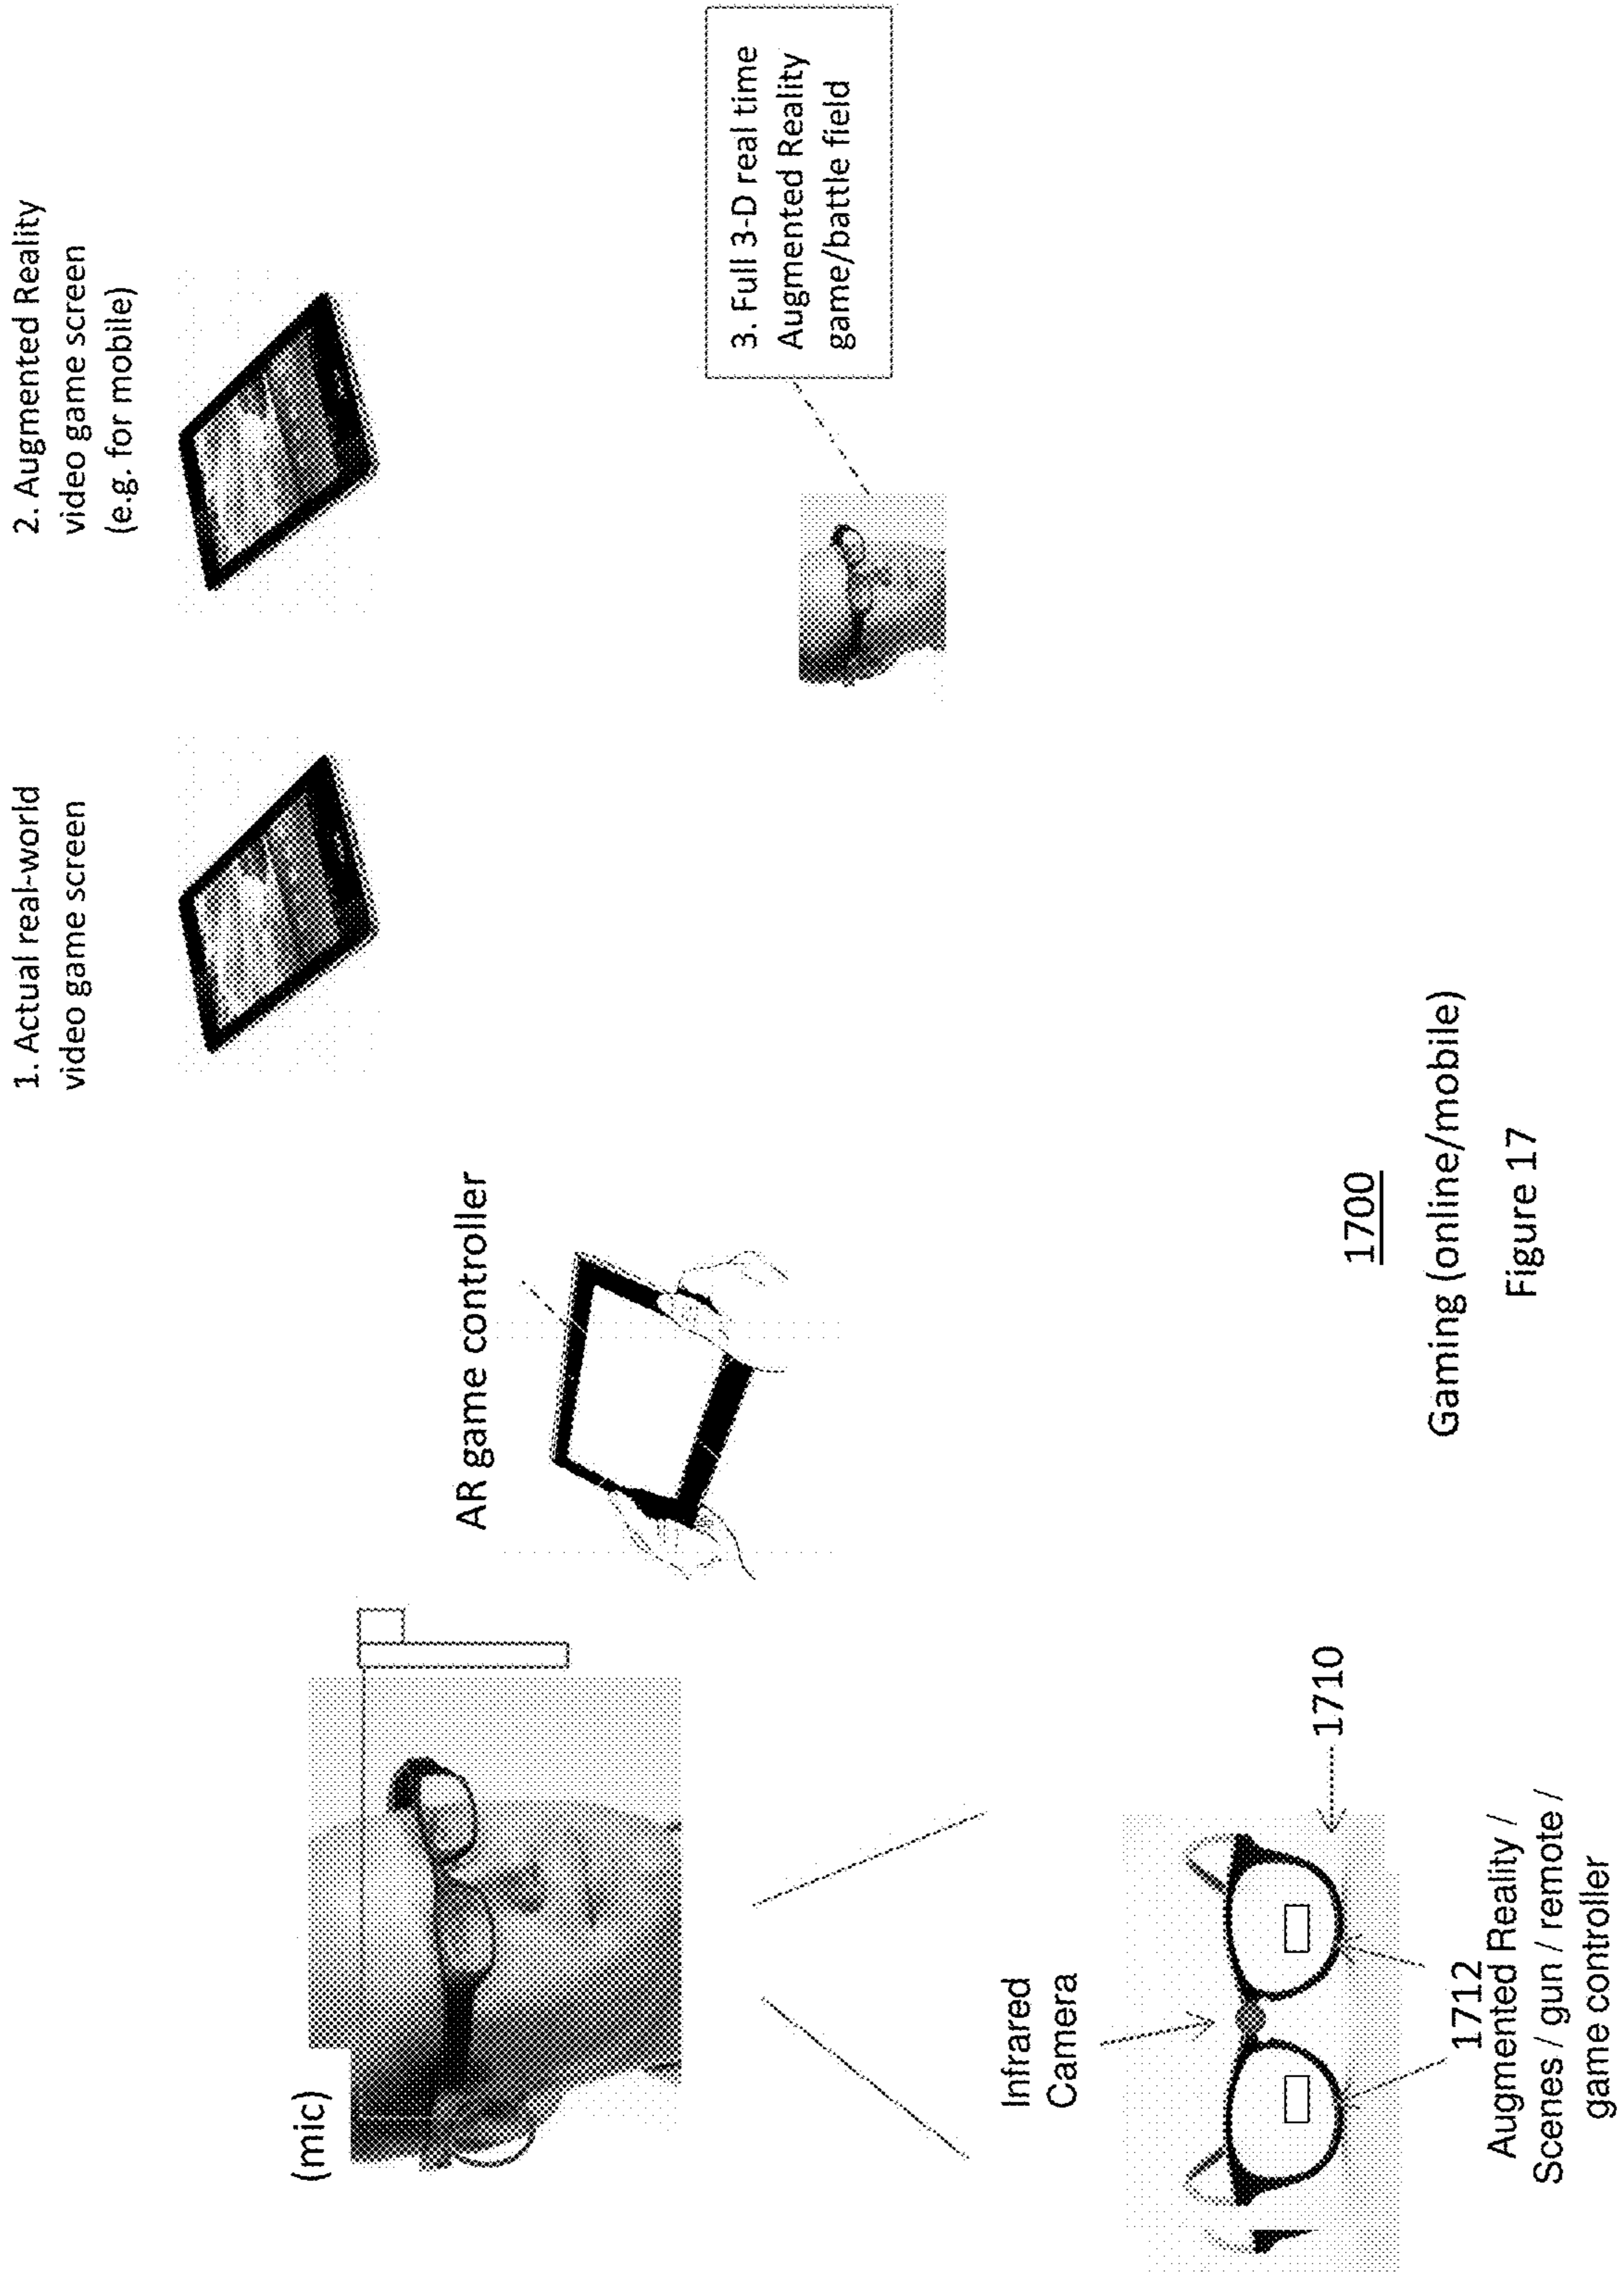 1. Actual real-world
video game screen
2. Augmented Reality
video game screen
(e.g. for mobile)
(mic)
AR game controller
3. Full 3-D real time
Augmented Reality
game/battle field
Infrared
Camera
1710
1712
Augmented Reality /
Scenes / gun / remote /
game controller
1700
Gaming (online/mobile)
Figure 17